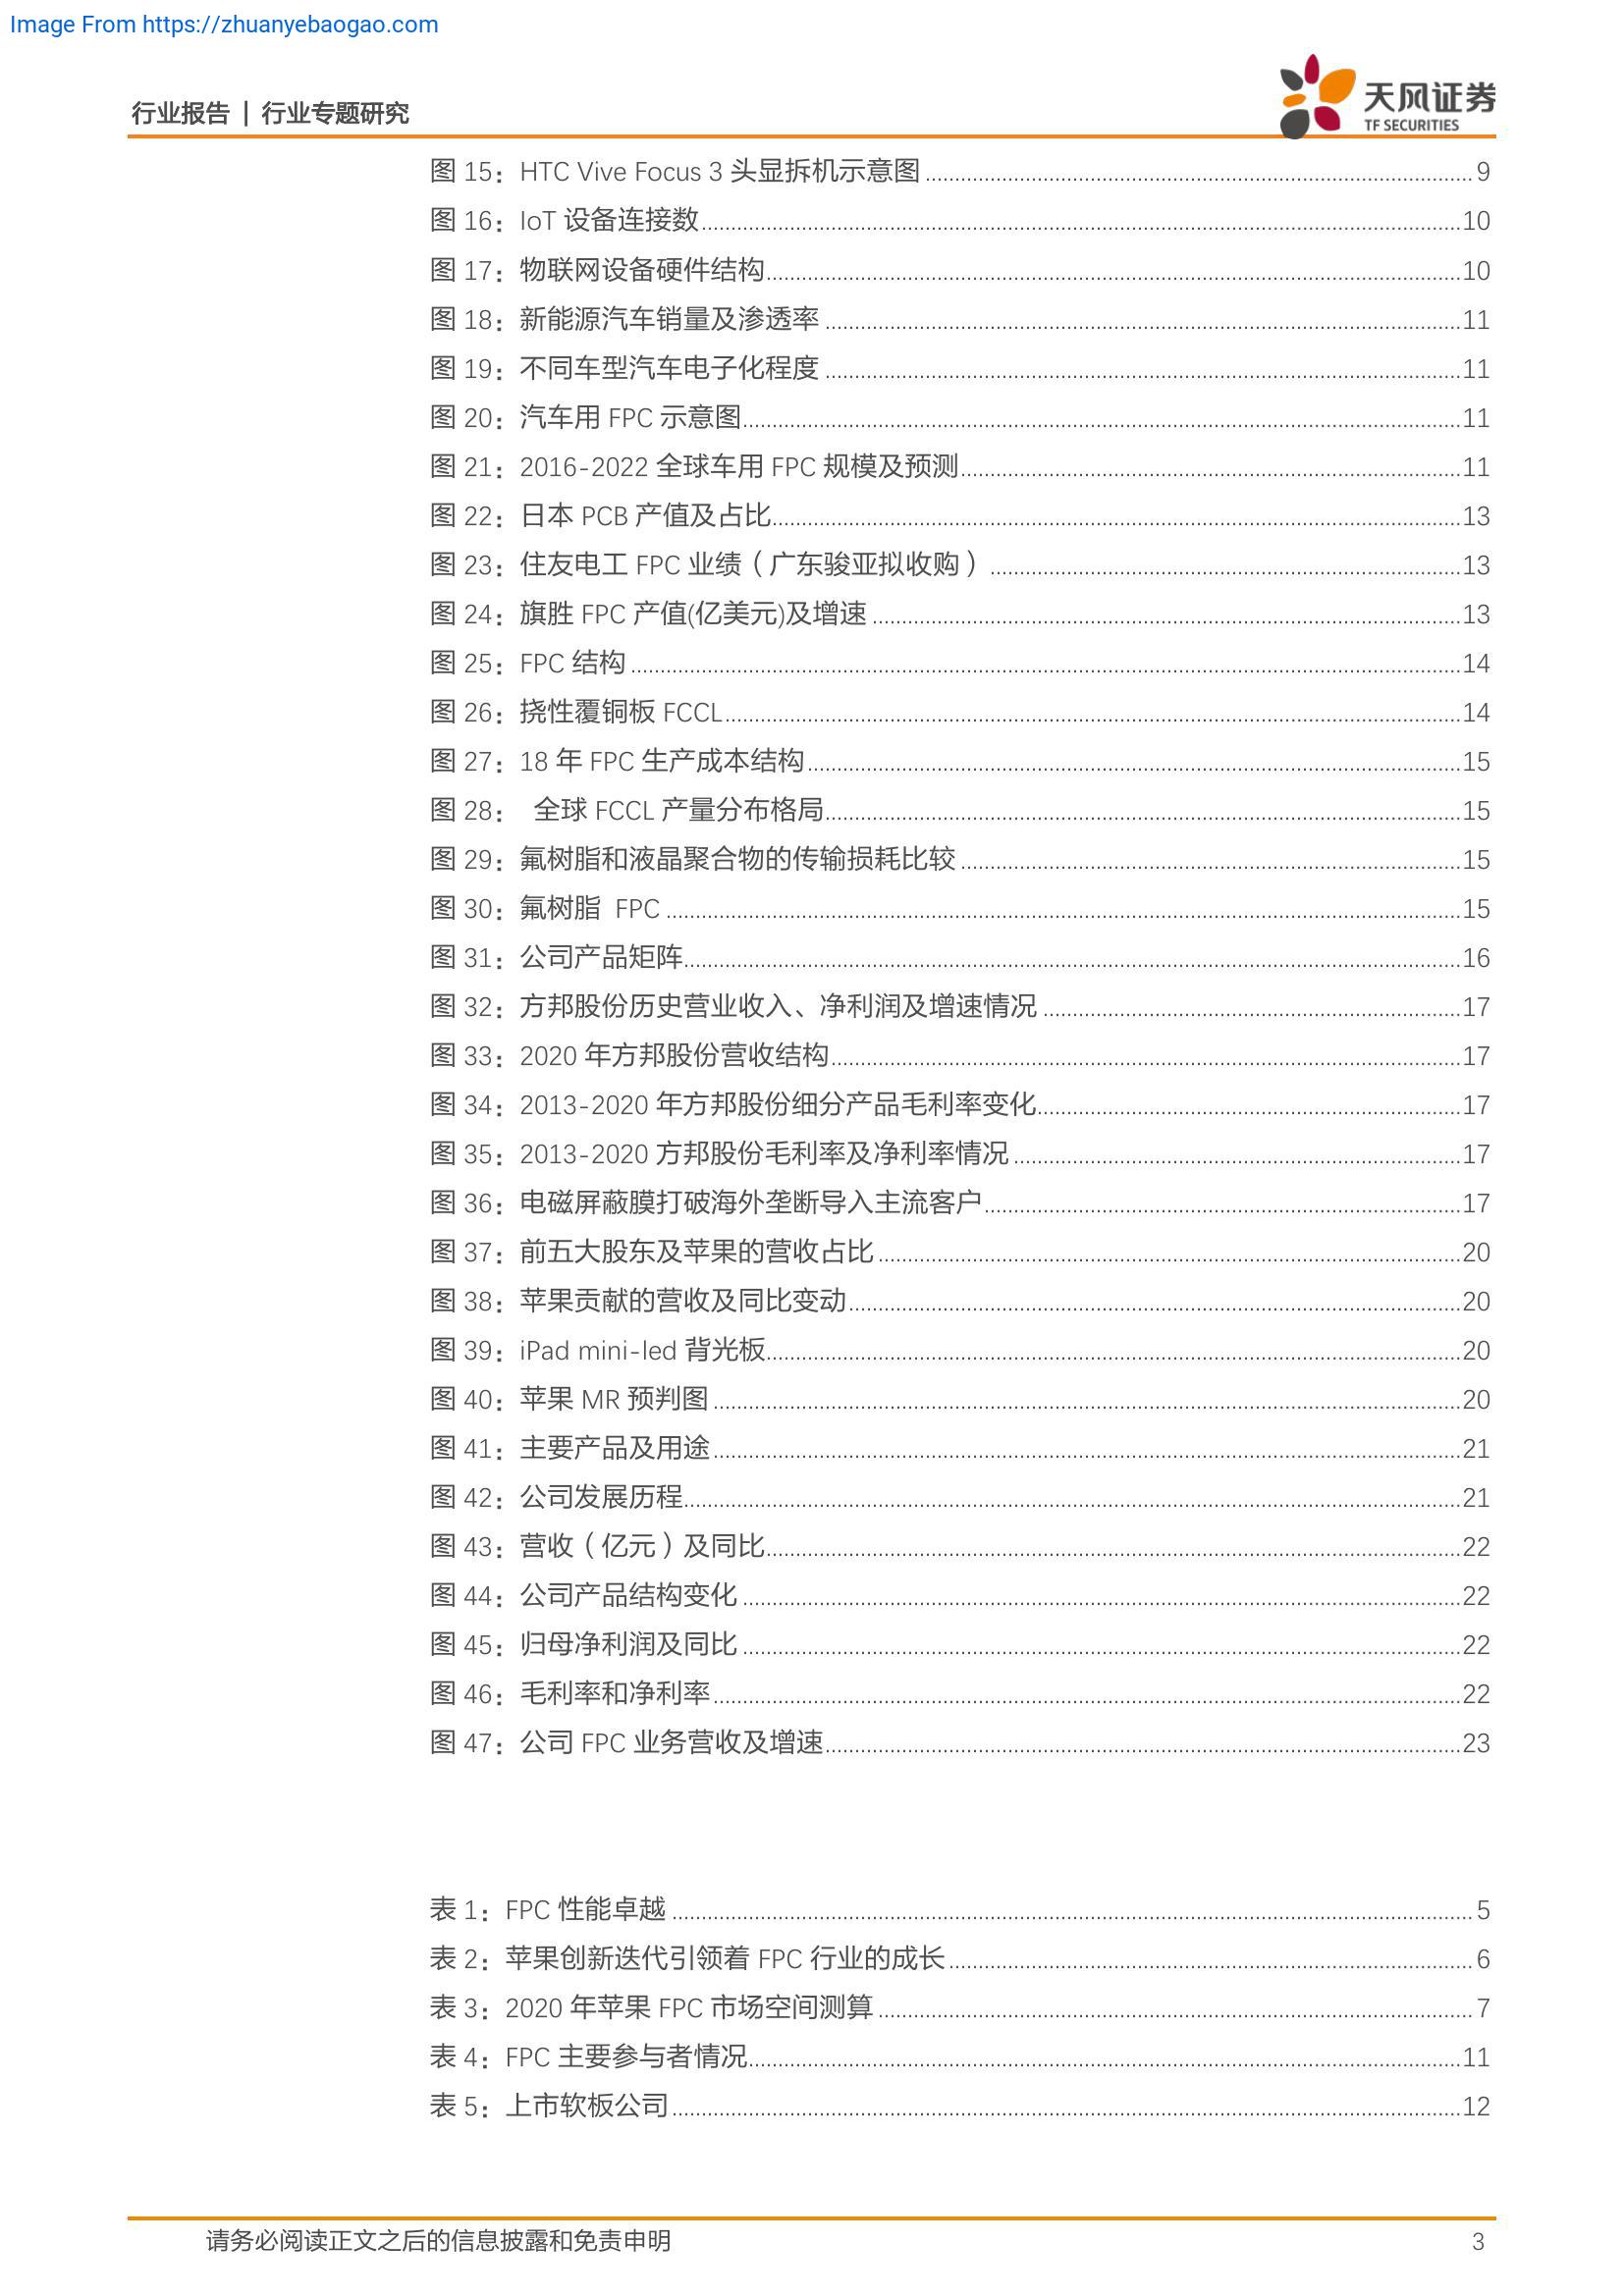 Image From https://zhuanyebaogao.com
行业报告 | 行业专题研究
天风证券
TF SECURITIES
图 15：HTC Vive Focus 3 头显拆机示意图 9
图 16：IoT 设备连接数 10
图 17：物联网设备硬件结构 10
图 18：新能源汽车销量及渗透率 11
图 19：不同车型汽车电子化程度 11
图 20：汽车用 FPC 示意图 11
图 21：2016-2022 全球车用 FPC 规模及预测 11
图 22：日本 PCB 产值及占比 13
图 23：住友电工 FPC 业绩（广东骏亚拟收购） 13
图 24：旗胜 FPC 产值(亿美元)及增速 13
图 25：FPC 结构 14
图 26：挠性覆铜板 FCCL 14
图 27：18 年 FPC 生产成本结构 15
图 28： 全球 FCCL 产量分布格局 15
图 29：氟树脂和液晶聚合物的传输损耗比较 15
图 30：氟树脂 FPC 15
图 31：公司产品矩阵 16
图 32：方邦股份历史营业收入、净利润及增速情况 17
图 33：2020 年方邦股份营收结构 17
图 34：2013-2020 年方邦股份细分产品毛利率变化 17
图 35：2013-2020 方邦股份毛利率及净利率情况 17
图 36：电磁屏蔽膜打破海外垄断导入主流客户 17
图 37：前五大股东及苹果的营收占比 20
图 38：苹果贡献的营收及同比变动 20
图 39：iPad mini-led 背光板 20
图 40：苹果 MR 预判图 20
图 41：主要产品及用途 21
图 42：公司发展历程 21
图 43：营收（亿元）及同比 22
图 44：公司产品结构变化 22
图 45：归母净利润及同比 22
图 46：毛利率和净利率 22
图 47：公司 FPC 业务营收及增速 23
表 1：FPC 性能卓越 5
表 2：苹果创新迭代引领着 FPC 行业的成长 6
表 3：2020 年苹果 FPC 市场空间测算 7
表 4：FPC 主要参与者情况 11
表 5：上市软板公司 12
请务必阅读正文之后的信息披露和免责申明 3